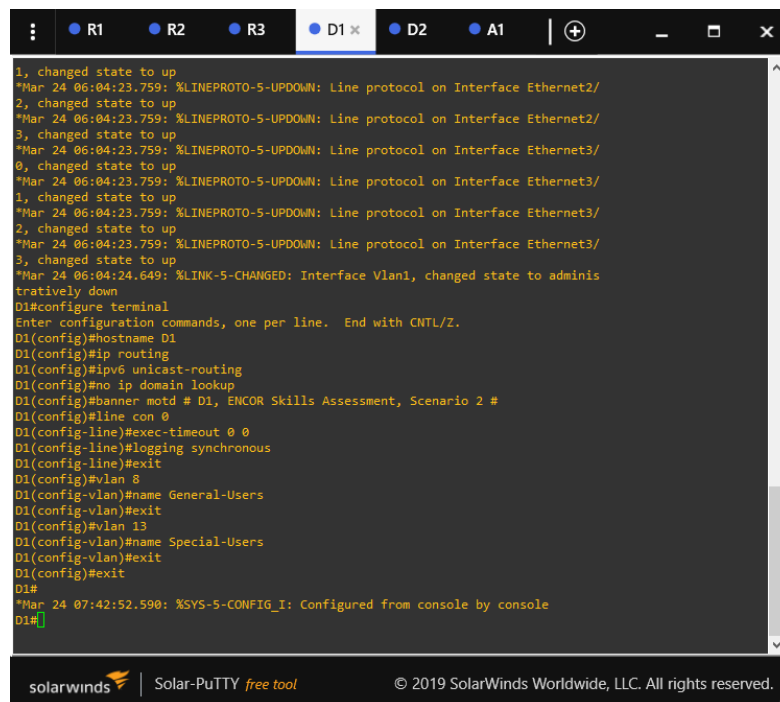 R1 R2 R3 D1 D2 A1
1, changed state to up
*Mar 24 06:04:23.759: %LINEPROTO-5-UPDOWN: Line protocol on Interface Ethernet2/
2, changed state to up
*Mar 24 06:04:23.759: %LINEPROTO-5-UPDOWN: Line protocol on Interface Ethernet2/
3, changed state to up
*Mar 24 06:04:23.759: %LINEPROTO-5-UPDOWN: Line protocol on Interface Ethernet3/
0, changed state to up
*Mar 24 06:04:23.759: %LINEPROTO-5-UPDOWN: Line protocol on Interface Ethernet3/
1, changed state to up
*Mar 24 06:04:23.759: %LINEPROTO-5-UPDOWN: Line protocol on Interface Ethernet3/
2, changed state to up
*Mar 24 06:04:23.759: %LINEPROTO-5-UPDOWN: Line protocol on Interface Ethernet3/
3, changed state to up
*Mar 24 06:04:24.649: %LINK-5-CHANGED: Interface Vlan1, changed state to adminis
tratively down
D1#configure terminal
Enter configuration commands, one per line.  End with CNTL/Z.
D1(config)#hostname D1
D1(config)#ip routing
D1(config)#ipv6 unicast-routing
D1(config)#no ip domain lookup
D1(config)#banner motd # D1, ENCOR Skills Assessment, Scenario 2 #
D1(config)#line con 0
D1(config-line)#exec-timeout 0 0
D1(config-line)#logging synchronous
D1(config-line)#exit
D1(config)#vlan 8
D1(config-vlan)#name General-Users
D1(config-vlan)#exit
D1(config)#vlan 13
D1(config-vlan)#name Special-Users
D1(config-vlan)#exit
D1(config)#exit
D1#
*Mar 24 07:42:52.590: %SYS-5-CONFIG_I: Configured from console by console
D1#
solarwinds Solar-PuTTY free tool © 2019 SolarWinds Worldwide, LLC. All rights reserved.